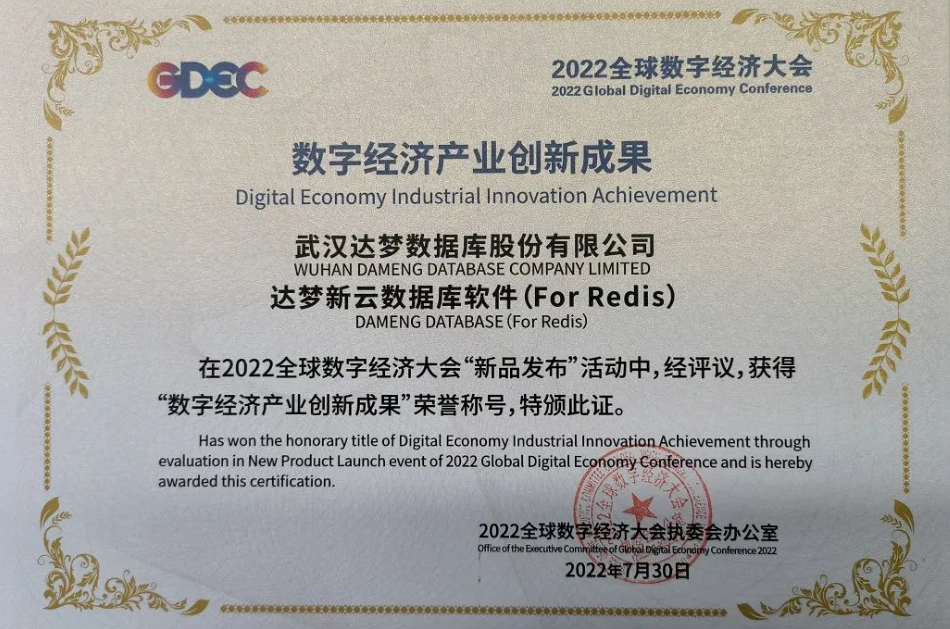 GDEC
2022全球数字经济大会
2022 Global Digital Economy Conference
数字经济产业创新成果
Digital Economy Industrial Innovation Achievement
武汉达梦数据库股份有限公司
WUHAN DAMENG DATABASE COMPANY LIMITED
达梦新云数据库软件(For Redis)
DAMENG DATABASE(For Redis)
在2022全球数字经济大会“新品发布”活动中,经评议,获得
“数字经济产业创新成果”荣誉称号,特颁此证。
Has won the honorary title of Digital Economy Industrial Innovation Achievement through
evaluation in New Product Launch event of 2022 Global Digital Economy Conference and is hereby
awarded this certification.
2022全球数字经济大会执委会办公室
Office of the Executive Committee of Global Digital Economy Conference 2022
2022年7月30日